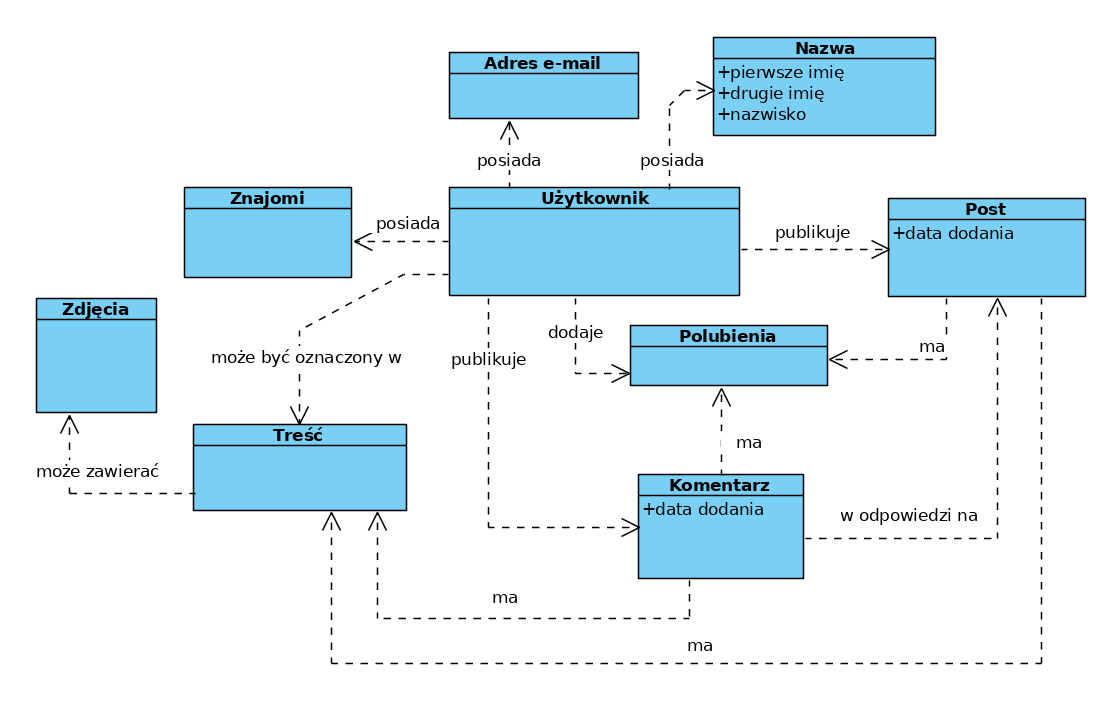 Adres e-mail
Nazwa
+pierwsze imię
+drugie imię
+nazwisko
posiada
posiada
Znajomi
posiada
Użytkownik
publikuje
Post
+data dodania
Zdjęcia
może być oznaczony w
publikuje
dodaje
Polubienia
ma
Treść
może zawierać
ma
Komentarz
+data dodania
w odpowiedzi na
ma
ma